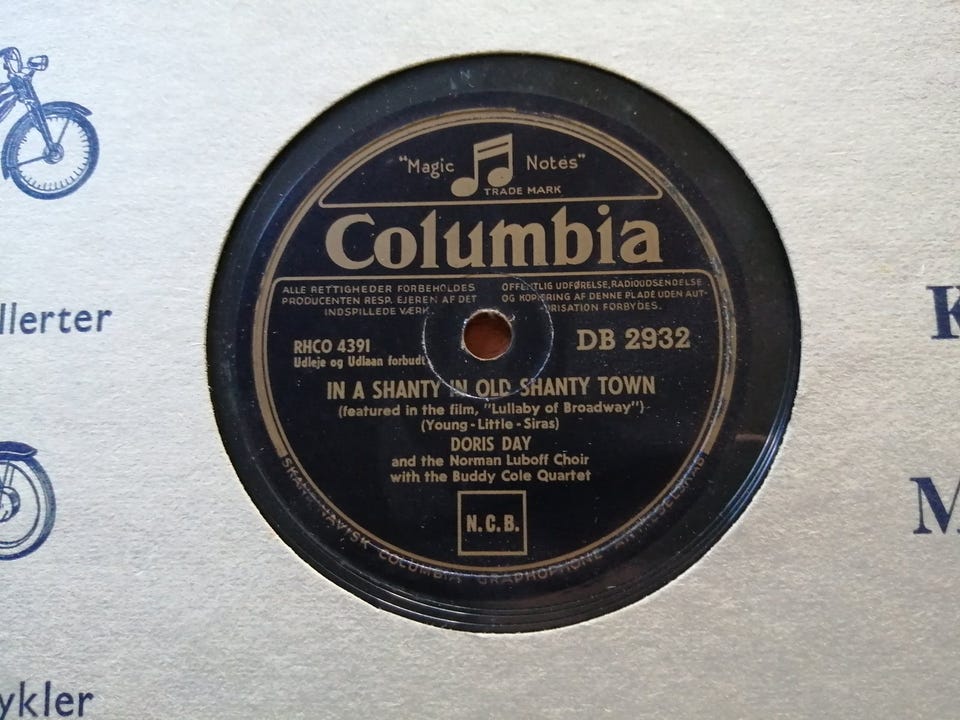 "Magic Notes"
TRADE MARK
Columbia
ALLE RETTIGHEDER FORBEHOLDES
PRODUCENTEN RESP. EJEREN AF DET
INDSPILLEDE VÆRK.
OFFENTLIG UDFØRELSE, RADIOUDSENDELSE
OG KOPIERING AF DENNE PLADE UDEN AUT-
ORISATION FORBYDES.
RHCO 4391
Udleje og Udlaan forbudt
DB 2932
IN A SHANTY IN OLD SHANTY TOWN
(featured in the film, "Lullaby of Broadway")
(Young - Little - Siras)
DORIS DAY
and the Norman Luboff Choir
with the Buddy Cole Quartet
N.C.B.
SKANDINAVISK COLUMBIA GRAPHOPHONE AKTIESELSKAB
llerter
ykler
K
M